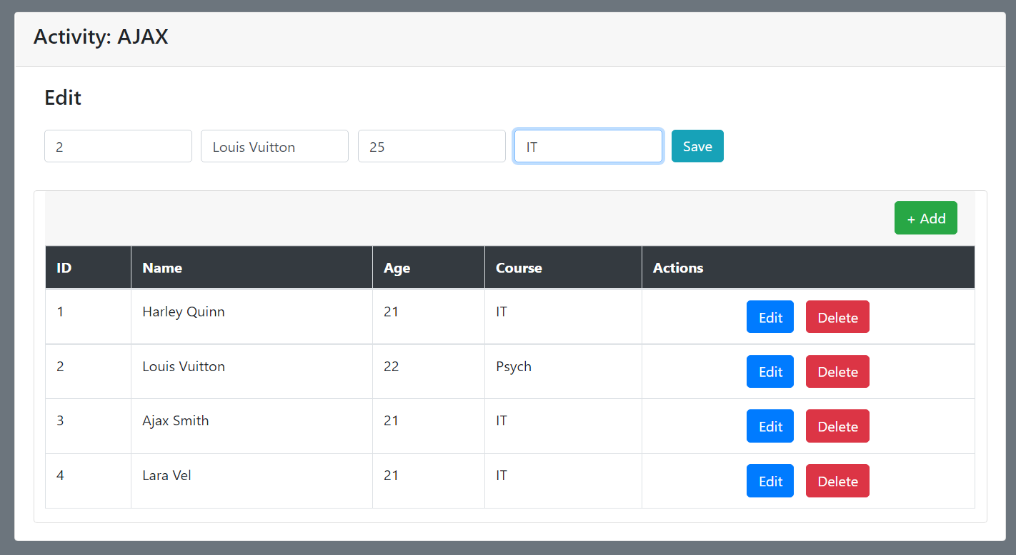 Activity: AJAX
Edit
2 Louis Vuitton 25 IT Save
+ Add
ID Name Age Course Actions
1 Harley Quinn 21 IT Edit Delete
2 Louis Vuitton 22 Psych Edit Delete
3 Ajax Smith 21 IT Edit Delete
4 Lara Vel 21 IT Edit Delete